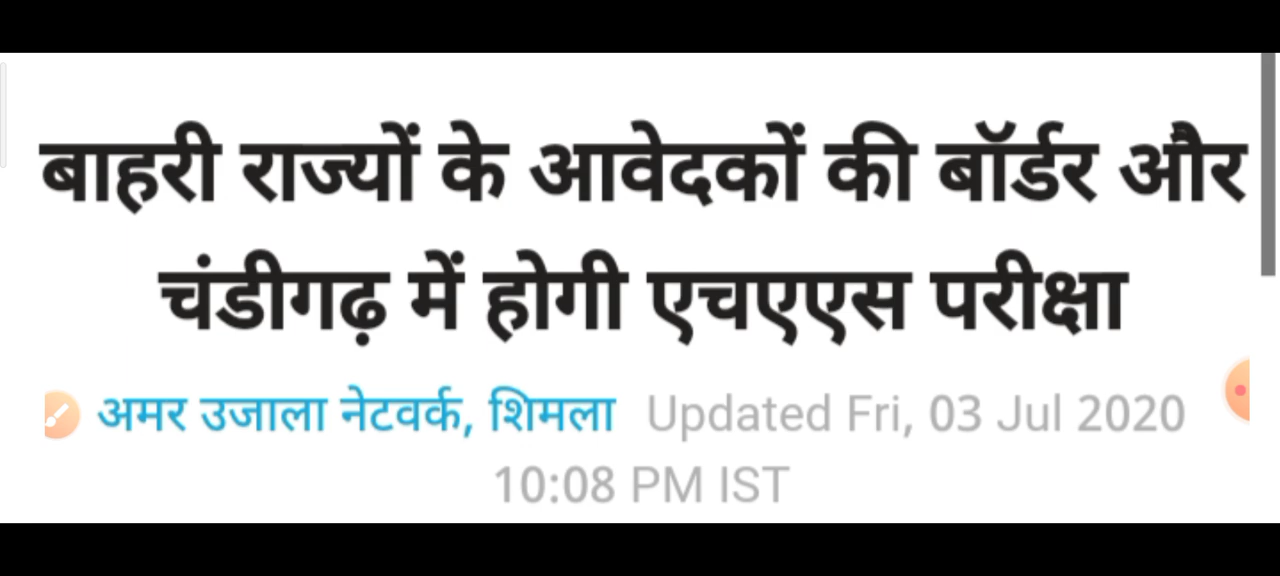 बाहरी राज्यों के आवेदकों की बॉर्डर और
चंडीगढ़ में होगी एचएएस परीक्षा
अमर उजाला नेटवर्क, शिमला Updated Fri, 03 Jul 2020
10:08 PM IST